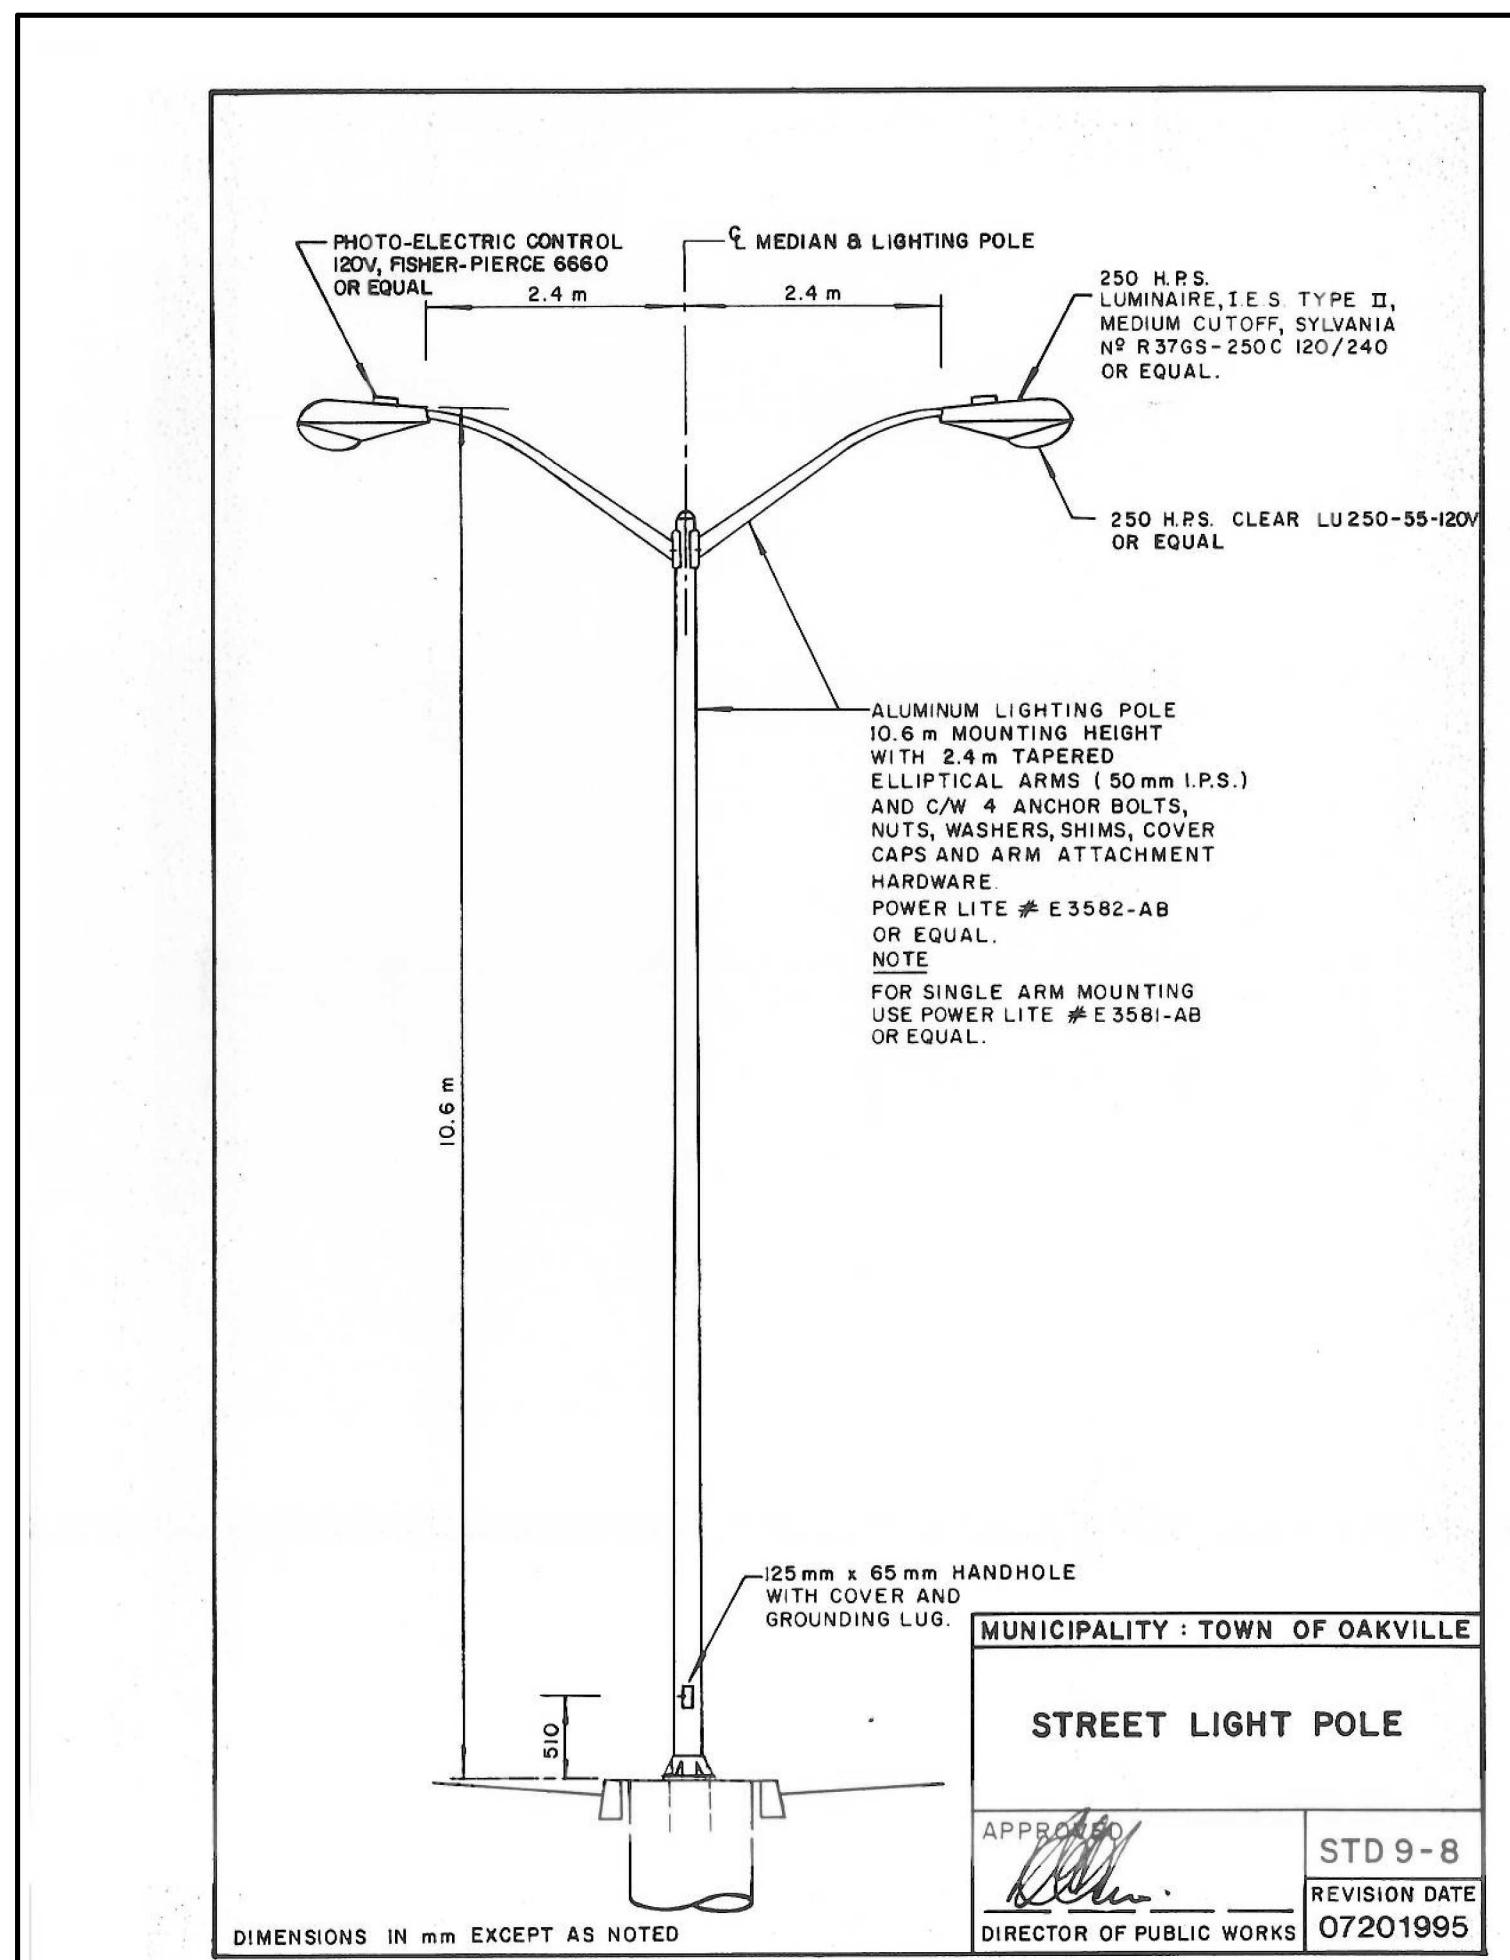 PHOTO-ELECTRIC CONTROL
120V, FISHER-PIERCE 6660
OR EQUAL
℄ MEDIAN & LIGHTING POLE
2.4 m
2.4 m
250 H.P.S.
LUMINAIRE, I.E.S. TYPE II,
MEDIUM CUTOFF, SYLVANIA
Nº R37GS-250C 120/240
OR EQUAL.
250 H.P.S. CLEAR LU250-55-120V
OR EQUAL
ALUMINUM LIGHTING POLE
10.6 m MOUNTING HEIGHT
WITH 2.4 m TAPERED
ELLIPTICAL ARMS ( 50 mm I.P.S.)
AND C/W 4 ANCHOR BOLTS,
NUTS, WASHERS, SHIMS, COVER
CAPS AND ARM ATTACHMENT
HARDWARE.
POWER LITE # E3582-AB
OR EQUAL.
NOTE
FOR SINGLE ARM MOUNTING
USE POWER LITE # E3581-AB
OR EQUAL.
10.6 m
125 mm x 65 mm HANDHOLE
WITH COVER AND
GROUNDING LUG.
510
MUNICIPALITY : TOWN OF OAKVILLE
STREET LIGHT POLE
APPROVED
STD 9-8
REVISION DATE
07201995
DIRECTOR OF PUBLIC WORKS
DIMENSIONS IN mm EXCEPT AS NOTED